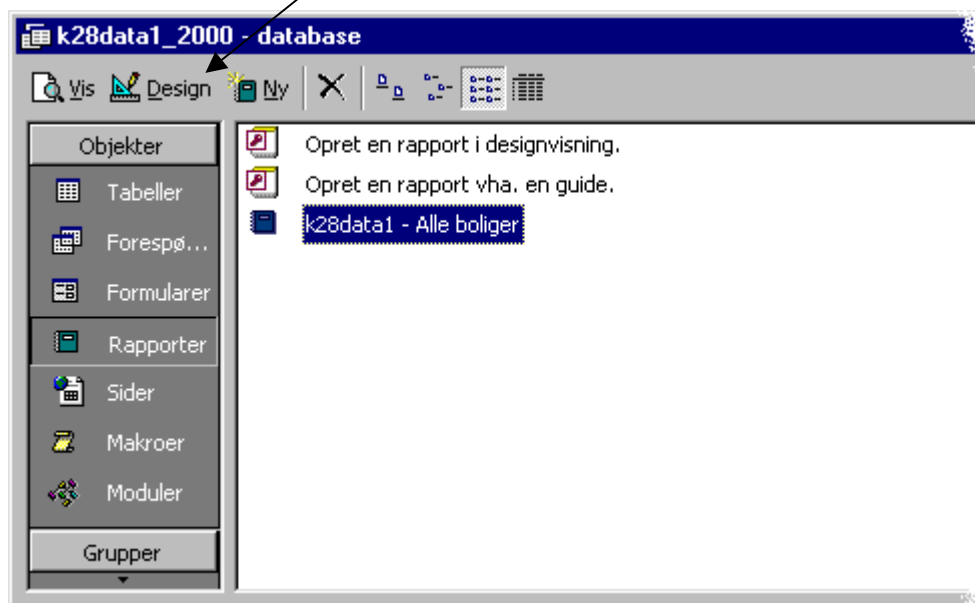 k28data1_2000 - database
Vis Design Ny
Objekter
Tabeller
Forespø...
Formularer
Rapporter
Sider
Makroer
Moduler
Grupper
Opret en rapport i designvisning.
Opret en rapport vha. en guide.
k28data1 - Alle boliger